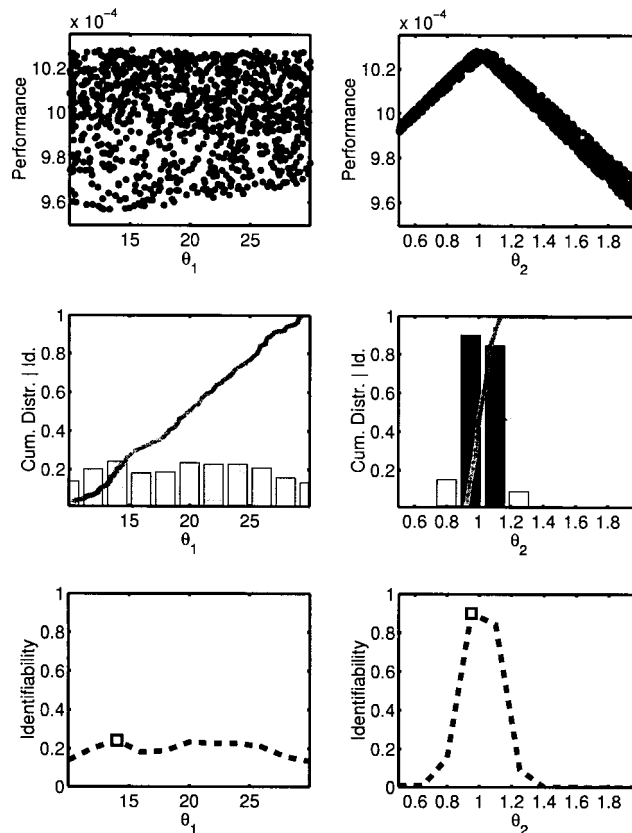 x 10⁻⁴
10.2
10
9.8
9.6
Performance
15 20 25
θ₁
x 10⁻⁴
10.2
10
9.8
9.6
Performance
0.6 0.8 1 1.2 1.4 1.6 1.8
θ₂
1
0.8
0.6
0.4
0.2
Cum. Distr. | Id.
15 20 25
θ₁
1
0.8
0.6
0.4
0.2
Cum. Distr. | Id.
0.6 0.8 1 1.2 1.4 1.6 1.8
θ₂
1
0.8
0.6
0.4
0.2
0
Identifiability
15 20 25
θ₁
1
0.8
0.6
0.4
0.2
0
Identifiability
0.6 0.8 1 1.2 1.4 1.6 1.8
θ₂